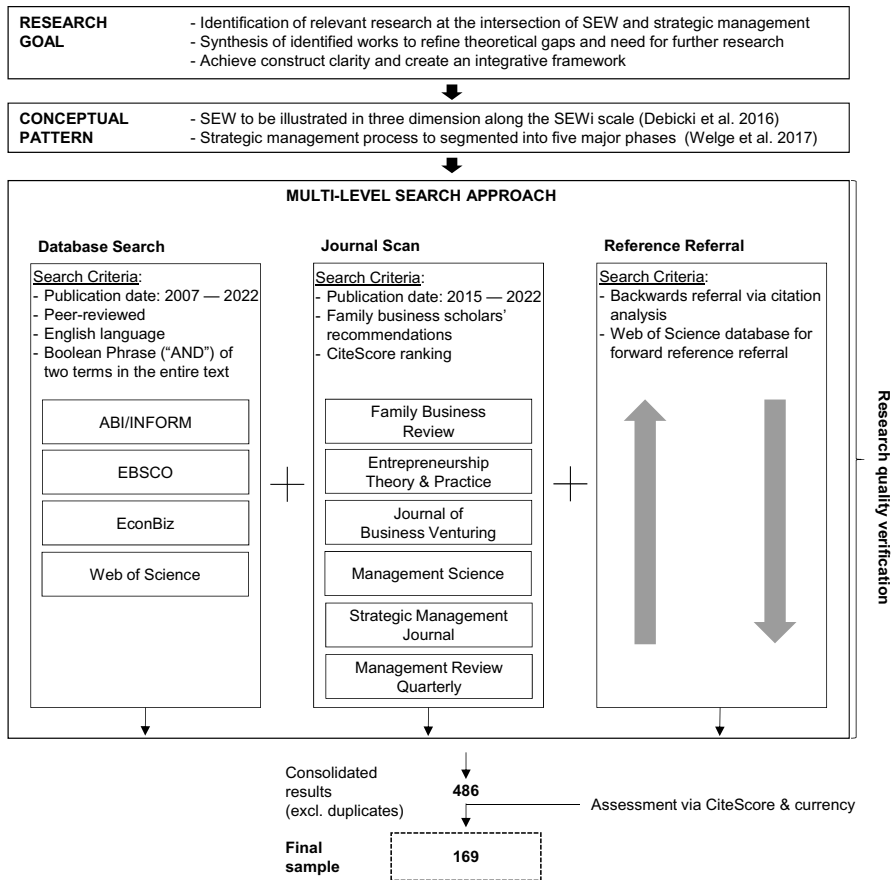 RESEARCH
GOAL
- Identification of relevant research at the intersection of SEW and strategic management
- Synthesis of identified works to refine theoretical gaps and need for further research
- Achieve construct clarity and create an integrative framework
CONCEPTUAL
PATTERN
- SEW to be illustrated in three dimension along the SEWi scale (Debicki et al. 2016)
- Strategic management process to segmented into five major phases (Welge et al. 2017)
MULTI-LEVEL SEARCH APPROACH
Database Search
Search Criteria:
- Publication date: 2007 — 2022
- Peer-reviewed
- English language
- Boolean Phrase (“AND”) of
two terms in the entire text
ABI/INFORM
EBSCO
EconBiz
Web of Science
Journal Scan
Search Criteria:
- Publication date: 2015 — 2022
- Family business scholars’
recommendations
- CiteScore ranking
Family Business
Review
Entrepreneurship
Theory & Practice
Journal of
Business Venturing
Management Science
Strategic Management
Journal
Management Review
Quarterly
Reference Referral
Search Criteria:
- Backwards referral via citation
analysis
- Web of Science database for
forward reference referral
Research quality verification
Consolidated
results
(excl. duplicates)
486
Assessment via CiteScore & currency
Final
sample
169